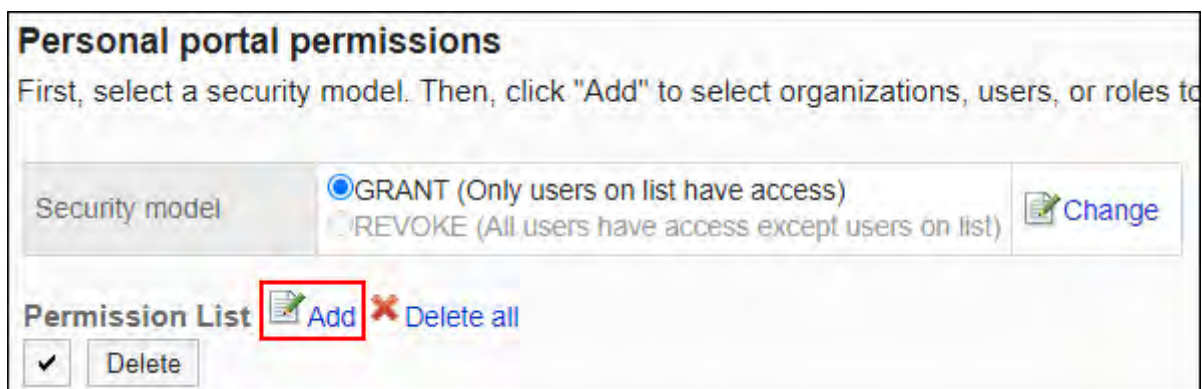 Personal portal permissions
First, select a security model. Then, click "Add" to select organizations, users, or roles to
Security model
GRANT (Only users on list have access)
REVOKE (All users have access except users on list)
Change
Permission List Add Delete all
Delete